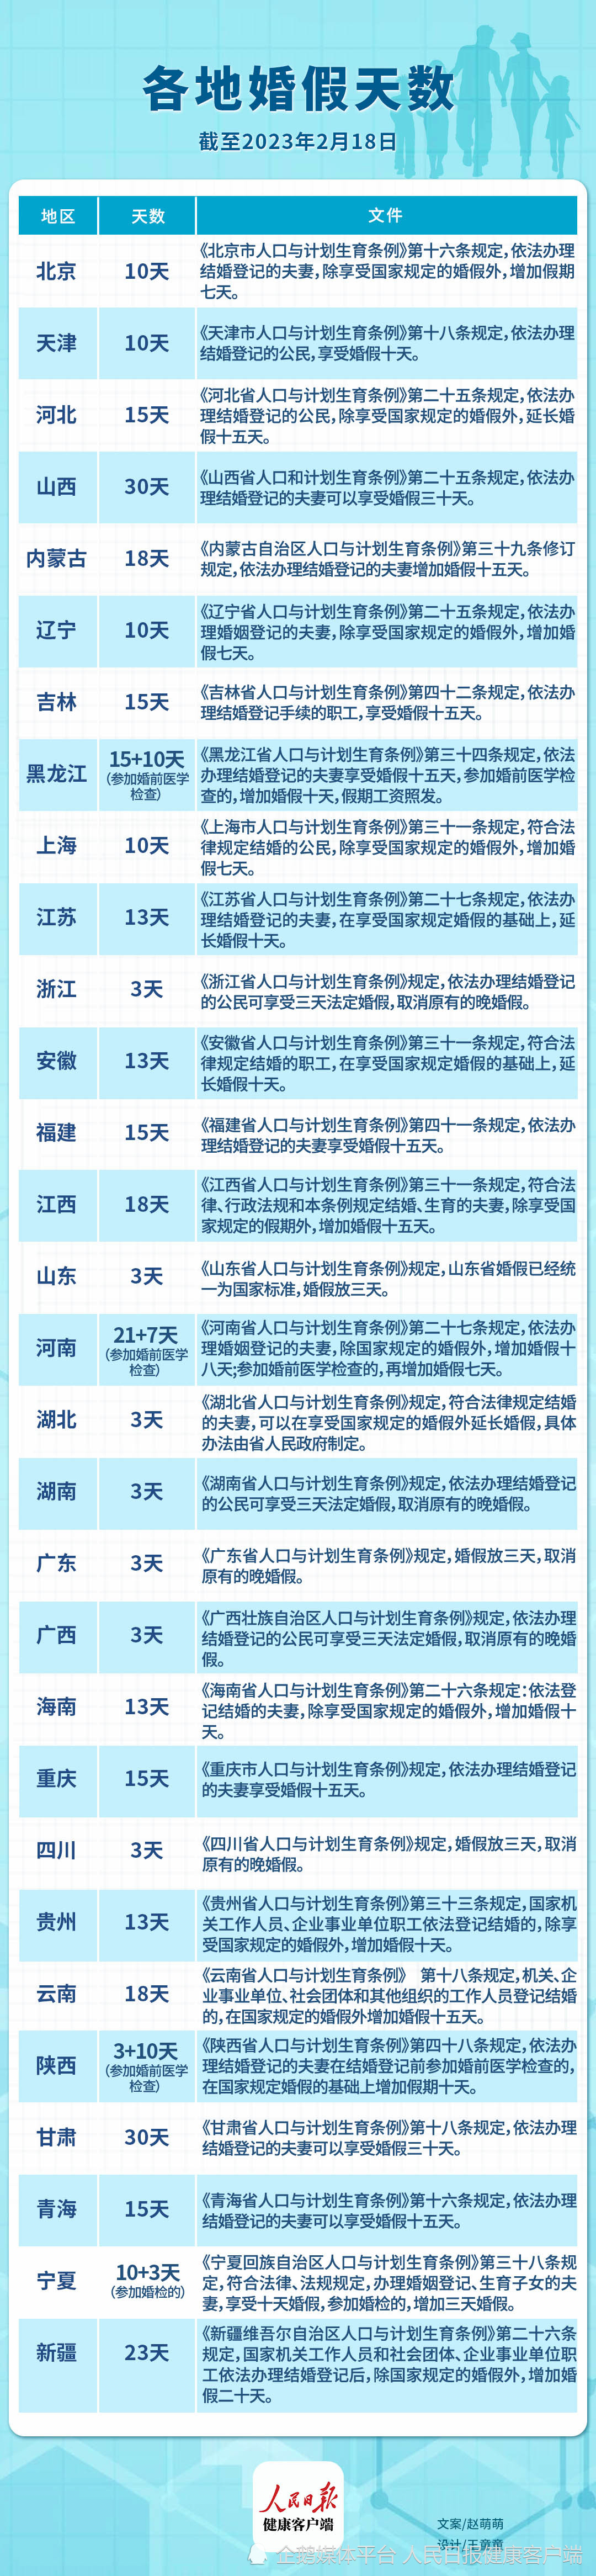 各地婚假天数
截至2023年2月18日
地区 天数 文件
北京 10天
《北京市人口与计划生育条例》第十六条规定，依法办理
结婚登记的夫妻，除享受国家规定的婚假外，增加假期
七天。
天津 10天
《天津市人口与计划生育条例》第十八条规定，依法办理
结婚登记的公民，享受婚假十天。
河北 15天
《河北省人口与计划生育条例》第二十五条规定，依法办
理结婚登记的公民，除享受国家规定的婚假外，延长婚
假十五天。
山西 30天
《山西省人口和计划生育条例》第二十五条规定，依法办
理结婚登记的夫妻可以享受婚假三十天。
内蒙古 18天
《内蒙古自治区人口与计划生育条例》第三十九条修订
规定，依法办理结婚登记的夫妻增加婚假十五天。
辽宁 10天
《辽宁省人口与计划生育条例》第二十五条规定，依法办
理婚姻登记的夫妻，除享受国家规定的婚假外，增加婚
假七天。
吉林 15天
《吉林省人口与计划生育条例》第四十二条规定，依法办
理结婚登记手续的职工，享受婚假十五天。
黑龙江 15+10天
（参加婚前医学
检查）
《黑龙江省人口与计划生育条例》第三十四条规定，依法
办理结婚登记的夫妻享受婚假十五天，参加婚前医学检
查的，增加婚假十天，假期工资照发。
上海 10天
《上海市人口与计划生育条例》第三十一条规定，符合法
律规定结婚的公民，除享受国家规定的婚假外，增加婚
假七天。
江苏 13天
《江苏省人口与计划生育条例》第二十七条规定，依法办
理结婚登记的夫妻，在享受国家规定婚假的基础上，延
长婚假十天。
浙江 3天
《浙江省人口与计划生育条例》规定，依法办理结婚登记
的公民可享受三天法定婚假，取消原有的晚婚假。
安徽 13天
《安徽省人口与计划生育条例》第三十一条规定，符合法
律规定结婚的职工，在享受国家规定婚假的基础上，延
长婚假十天。
福建 15天
《福建省人口与计划生育条例》第四十一条规定，依法办
理结婚登记的夫妻享受婚假十五天。
江西 18天
《江西省人口与计划生育条例》第三十一条规定，符合法
律、行政法规和本条例规定结婚、生育的夫妻，除享受国
家规定的假期外，增加婚假十五天。
山东 3天
《山东省人口与计划生育条例》规定，山东省婚假已经统
一为国家标准，婚假放三天。
河南 21+7天
（参加婚前医学
检查）
《河南省人口与计划生育条例》第二十七条规定，依法办
理婚姻登记的夫妻，除国家规定的婚假外，增加婚假十
八天;参加婚前医学检查的，再增加婚假七天。
湖北 3天
《湖北省人口与计划生育条例》规定，符合法律规定结婚
的夫妻，可以在享受国家规定的婚假外延长婚假，具体
办法由省人民政府制定。
湖南 3天
《湖南省人口与计划生育条例》规定，依法办理结婚登记
的公民可享受三天法定婚假，取消原有的晚婚假。
广东 3天
《广东省人口与计划生育条例》规定，婚假放三天，取消
原有的晚婚假。
广西 3天
《广西壮族自治区人口与计划生育条例》规定，依法办理
结婚登记的公民可享受三天法定婚假，取消原有的晚婚
假。
海南 13天
《海南省人口与计划生育条例》第二十六条规定：依法登
记结婚的夫妻，除享受国家规定的婚假外，增加婚假十
天。
重庆 15天
《重庆市人口与计划生育条例》规定，依法办理结婚登记
的夫妻享受婚假十五天。
四川 3天
《四川省人口与计划生育条例》规定，婚假放三天，取消
原有的晚婚假。
贵州 13天
《贵州省人口与计划生育条例》第三十三条规定，国家机
关工作人员、企业事业单位职工依法登记结婚的，除享
受国家规定的婚假外，增加婚假十天。
云南 18天
《云南省人口与计划生育条例》 第十八条规定，机关、企
业事业单位、社会团体和其他组织的工作人员登记结婚
的，在国家规定的婚假外增加婚假十五天。
陕西 3+10天
（参加婚前医学
检查）
《陕西省人口与计划生育条例》第四十八条规定，依法办
理结婚登记的夫妻在结婚登记前参加婚前医学检查的，
在国家规定婚假的基础上增加假期十天。
甘肃 30天
《甘肃省人口与计划生育条例》第十八条规定，依法办理
结婚登记的夫妻可以享受婚假三十天。
青海 15天
《青海省人口与计划生育条例》第十六条规定，依法办理
结婚登记的夫妻可以享受婚假十五天。
宁夏 10+3天
（参加婚检的）
《宁夏回族自治区人口与计划生育条例》第三十八条规
定，符合法律、法规规定，办理婚姻登记、生育子女的夫
妻，享受十天婚假，参加婚检的，增加三天婚假。
新疆 23天
《新疆维吾尔自治区人口与计划生育条例》第二十六条
规定，国家机关工作人员和社会团体、企业事业单位职
工依法办理结婚登记后，除国家规定的婚假外，增加婚
假二十天。
人民日报
健康客户端
文案/赵萌萌
设计/王童童
企鹅媒体平台 人民日报健康客户端